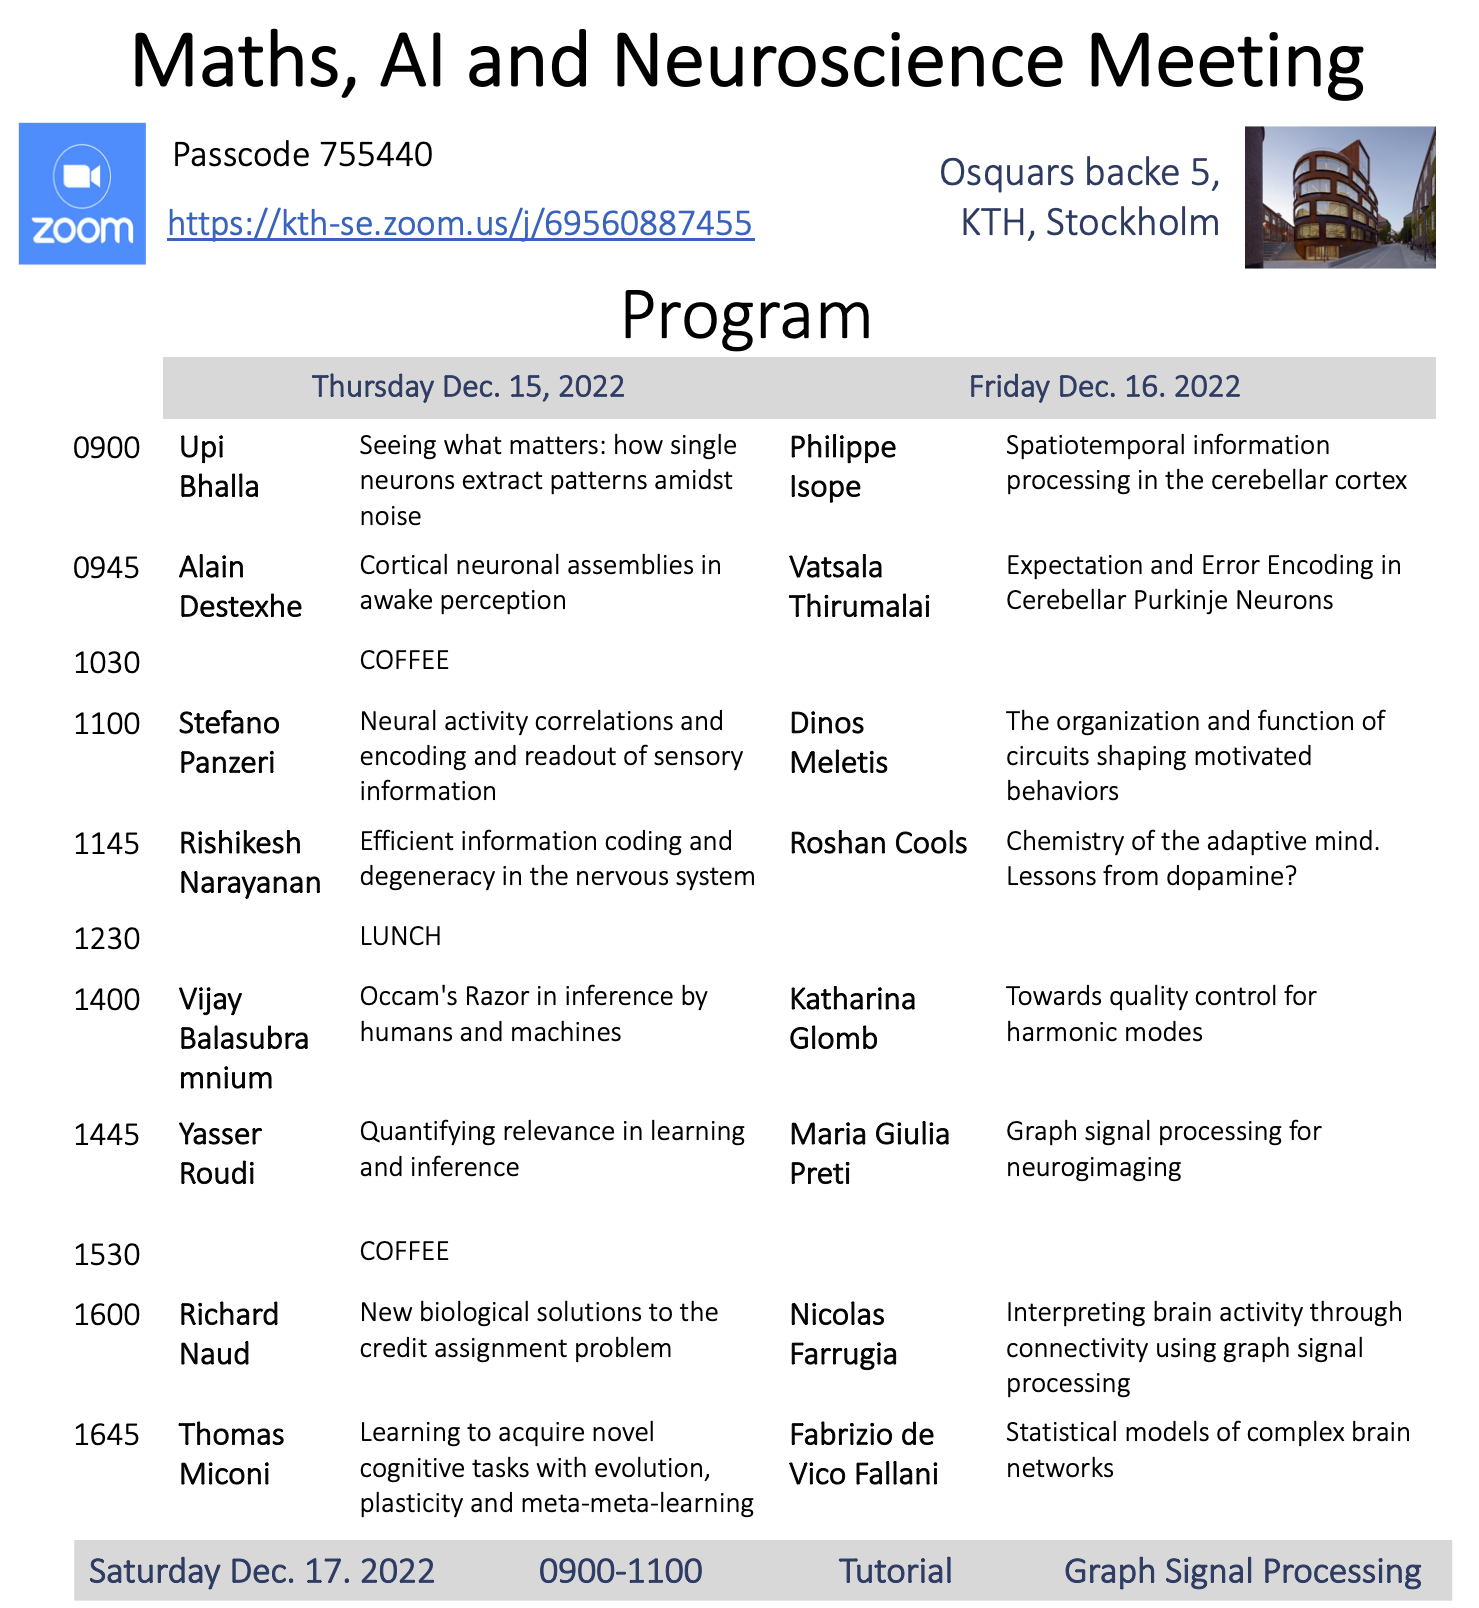 Maths, AI and Neuroscience Meeting
zoom
Passcode 755440
https://kth-se.zoom.us/j/69560887455
Osquars backe 5,
KTH, Stockholm
Program
Thursday Dec. 15, 2022
Friday Dec. 16. 2022
0900
Upi
Bhalla
Seeing what matters: how single
neurons extract patterns amidst
noise
Philippe
Isope
Spatiotemporal information
processing in the cerebellar cortex
0945
Alain
Destexhe
Cortical neuronal assemblies in
awake perception
Vatsala
Thirumalai
Expectation and Error Encoding in
Cerebellar Purkinje Neurons
1030
COFFEE
1100
Stefano
Panzeri
Neural activity correlations and
encoding and readout of sensory
information
Dinos
Meletis
The organization and function of
circuits shaping motivated
behaviors
1145
Rishikesh
Narayanan
Efficient information coding and
degeneracy in the nervous system
Roshan Cools
Chemistry of the adaptive mind.
Lessons from dopamine?
1230
LUNCH
1400
Vijay
Balasubra
mnium
Occam's Razor in inference by
humans and machines
Katharina
Glomb
Towards quality control for
harmonic modes
1445
Yasser
Roudi
Quantifying relevance in learning
and inference
Maria Giulia
Preti
Graph signal processing for
neurogimaging
1530
COFFEE
1600
Richard
Naud
New biological solutions to the
credit assignment problem
Nicolas
Farrugia
Interpreting brain activity through
connectivity using graph signal
processing
1645
Thomas
Miconi
Learning to acquire novel
cognitive tasks with evolution,
plasticity and meta-meta-learning
Fabrizio de
Vico Fallani
Statistical models of complex brain
networks
Saturday Dec. 17. 2022
0900-1100
Tutorial
Graph Signal Processing